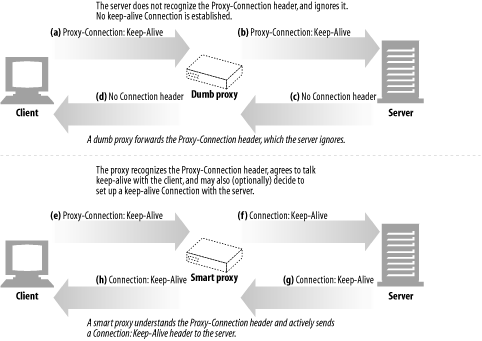 The server does not recognize the Proxy-Connection header, and ignores it.
No keep-alive Connection is established.
(a) Proxy-Connection: Keep-Alive
(b) Proxy-Connection: Keep-Alive
(d) No Connection header
(c) No Connection header
Client
Dumb proxy
Server
A dumb proxy forwards the Proxy-Connection header, which the server ignores.
The proxy recognizes the Proxy-Connection header, agrees to talk
keep-alive with the client, and may also (optionally) decide to
set up a keep-alive Connection with the server.
(e) Proxy-Connection: Keep-Alive
(f) Connection: Keep-Alive
(h) Connection: Keep-Alive
(g) Connection: Keep-Alive
Client
Smart proxy
Server
A smart proxy understands the Proxy-Connection header and actively sends
a Connection: Keep-Alive header to the server.